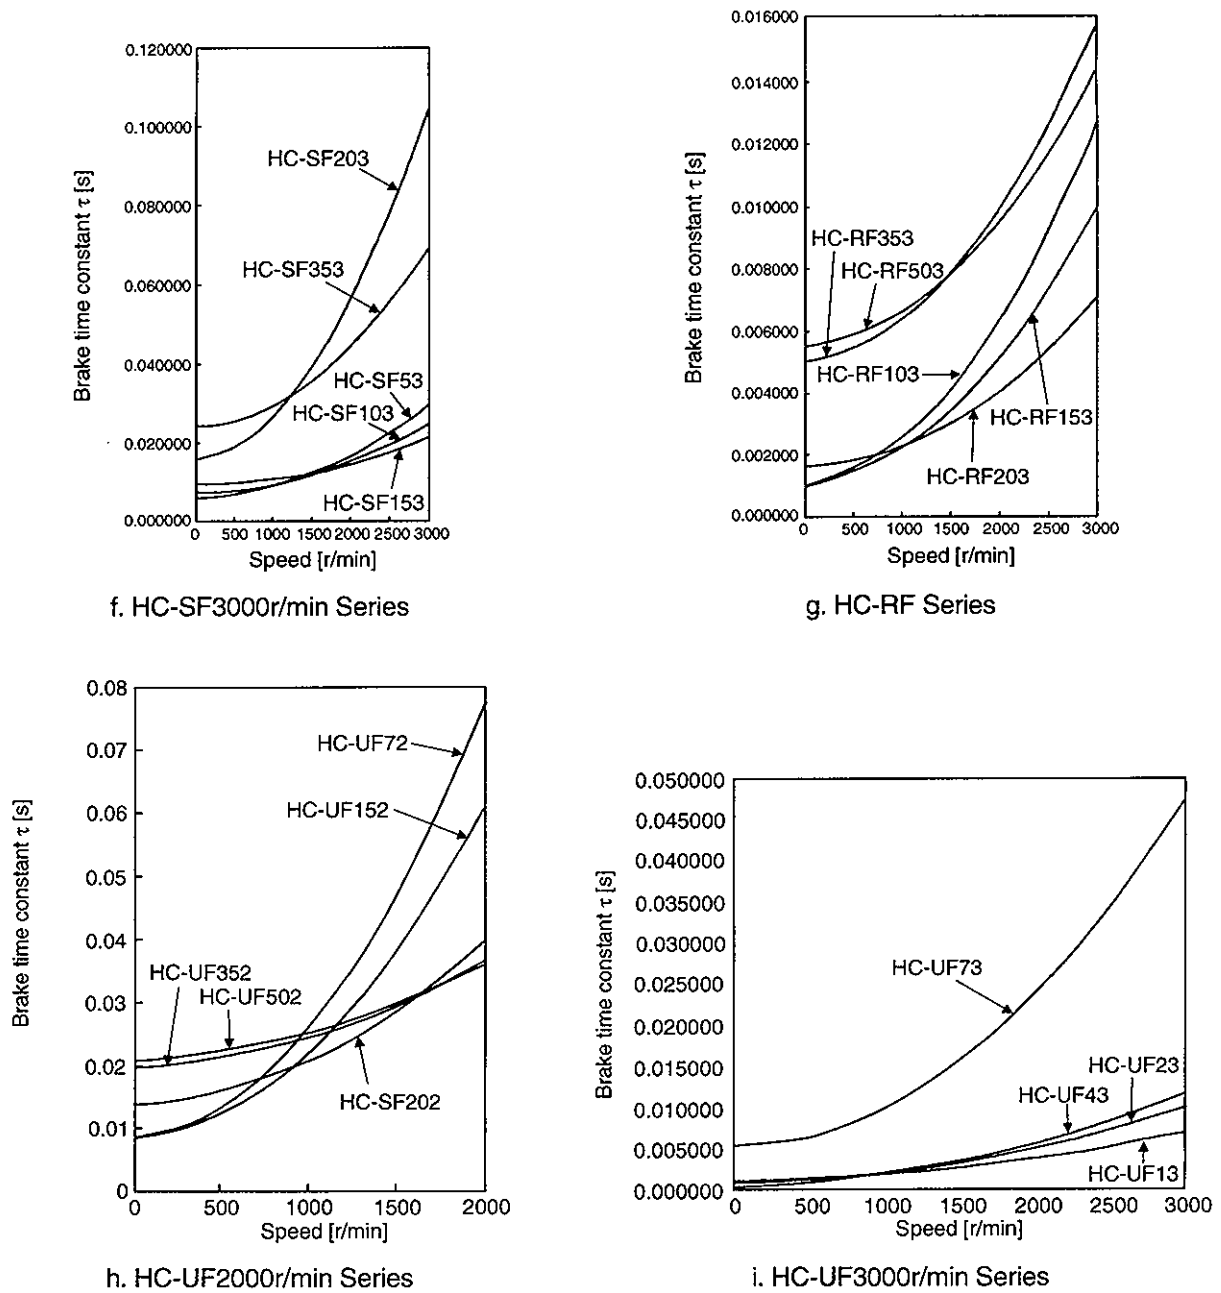 0.120000
0.100000
0.080000
0.060000
0.040000
0.020000
0.000000
Brake time constant τ [s]
HC-SF203
HC-SF353
HC-SF53
HC-SF103
HC-SF153
0 500 1000 1500 2000 2500 3000
Speed [r/min]
f. HC-SF3000r/min Series
0.016000
0.014000
0.012000
0.010000
0.008000
0.006000
0.004000
0.002000
0.000000
Brake time constant τ [s]
HC-RF353
HC-RF503
HC-RF103
HC-RF153
HC-RF203
0 500 1000 1500 2000 2500 3000
Speed [r/min]
g. HC-RF Series
0.08
0.07
0.06
0.05
0.04
0.03
0.02
0.01
0
Brake time constant τ [s]
HC-UF72
HC-UF152
HC-UF352
HC-UF502
HC-SF202
0 500 1000 1500 2000
Speed [r/min]
h. HC-UF2000r/min Series
0.050000
0.045000
0.040000
0.035000
0.030000
0.025000
0.020000
0.015000
0.010000
0.005000
0.000000
Brake time constant τ [s]
HC-UF73
HC-UF23
HC-UF43
HC-UF13
0 500 1000 1500 2000 2500 3000
Speed [r/min]
i. HC-UF3000r/min Series